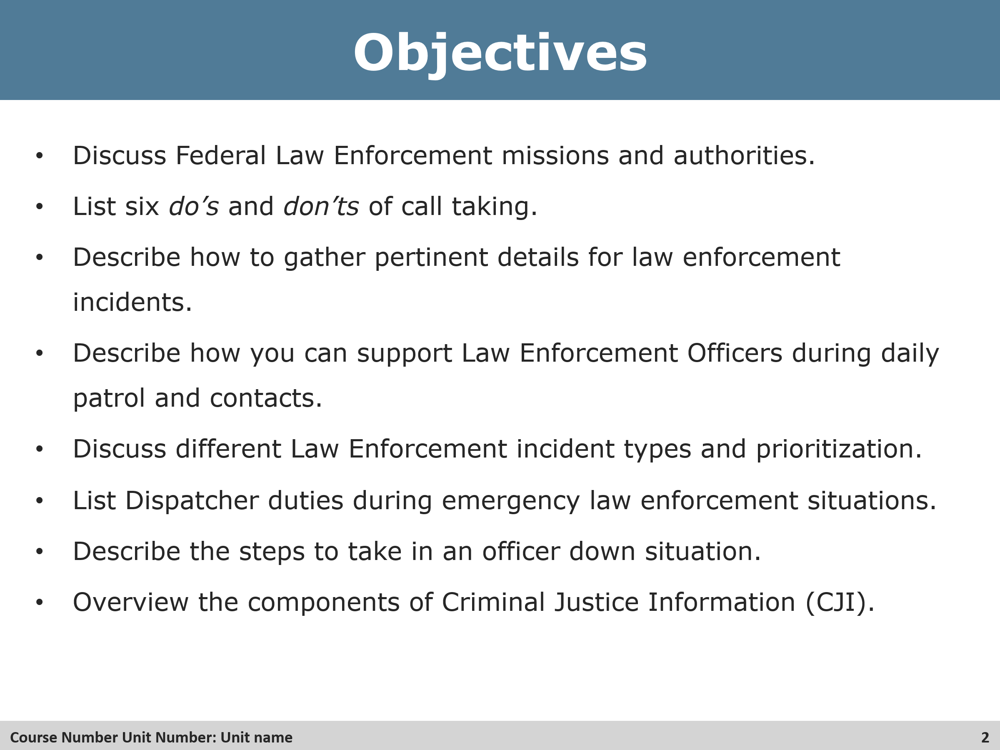 Objectives
• Discuss Federal Law Enforcement missions and authorities.
• List six do’s and don’ts of call taking.
• Describe how to gather pertinent details for law enforcement
incidents.
• Describe how you can support Law Enforcement Officers during daily
patrol and contacts.
• Discuss different Law Enforcement incident types and prioritization.
• List Dispatcher duties during emergency law enforcement situations.
• Describe the steps to take in an officer down situation.
• Overview the components of Criminal Justice Information (CJI).
Course Number Unit Number: Unit name 2